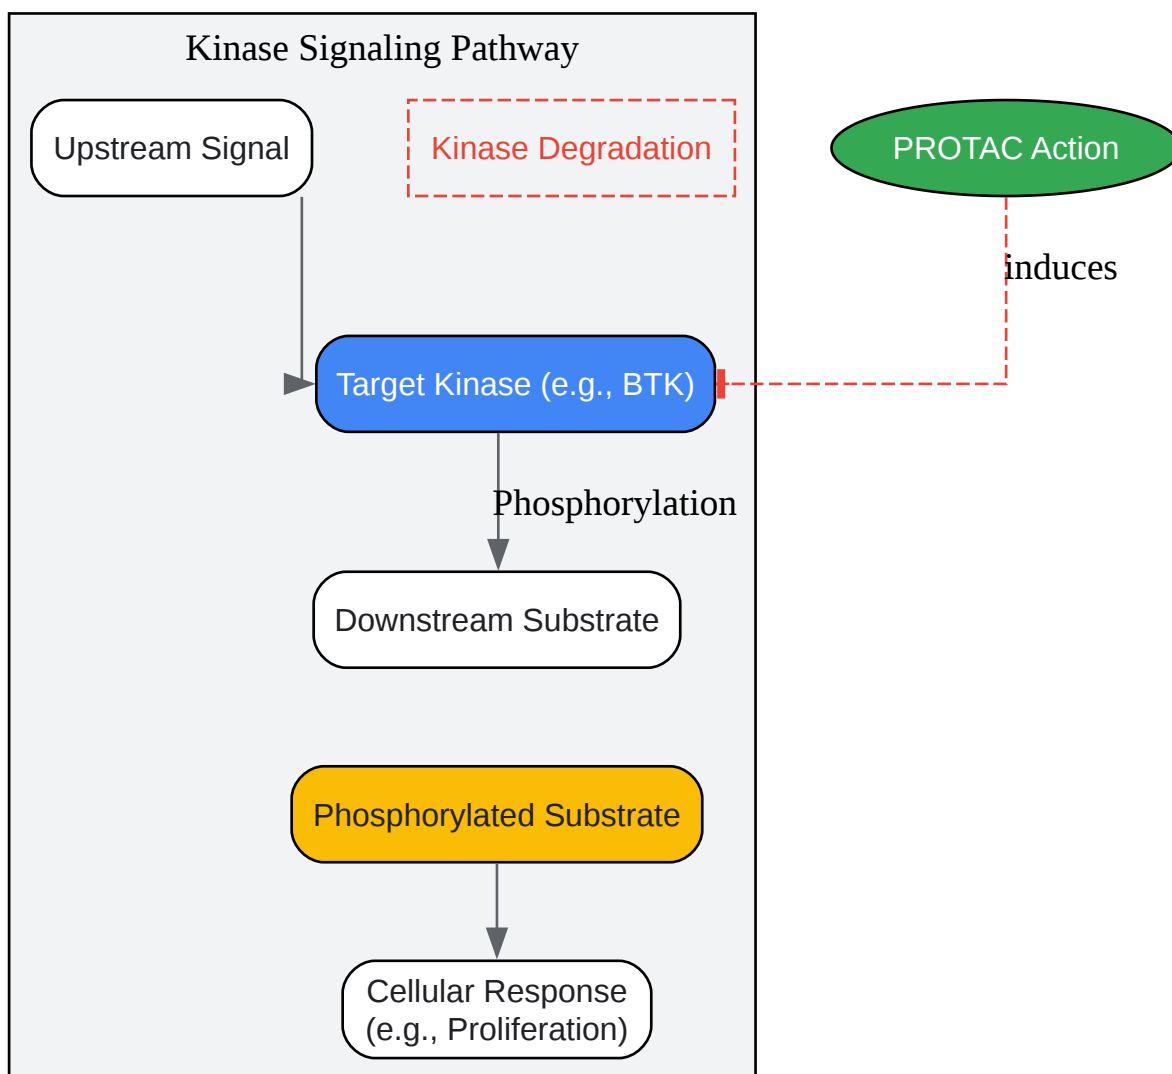 Kinase Signaling Pathway
Upstream Signal
Kinase Degradation
PROTAC Action
induces
Target Kinase (e.g., BTK)
Phosphorylation
Downstream Substrate
Phosphorylated Substrate
Cellular Response
(e.g., Proliferation)